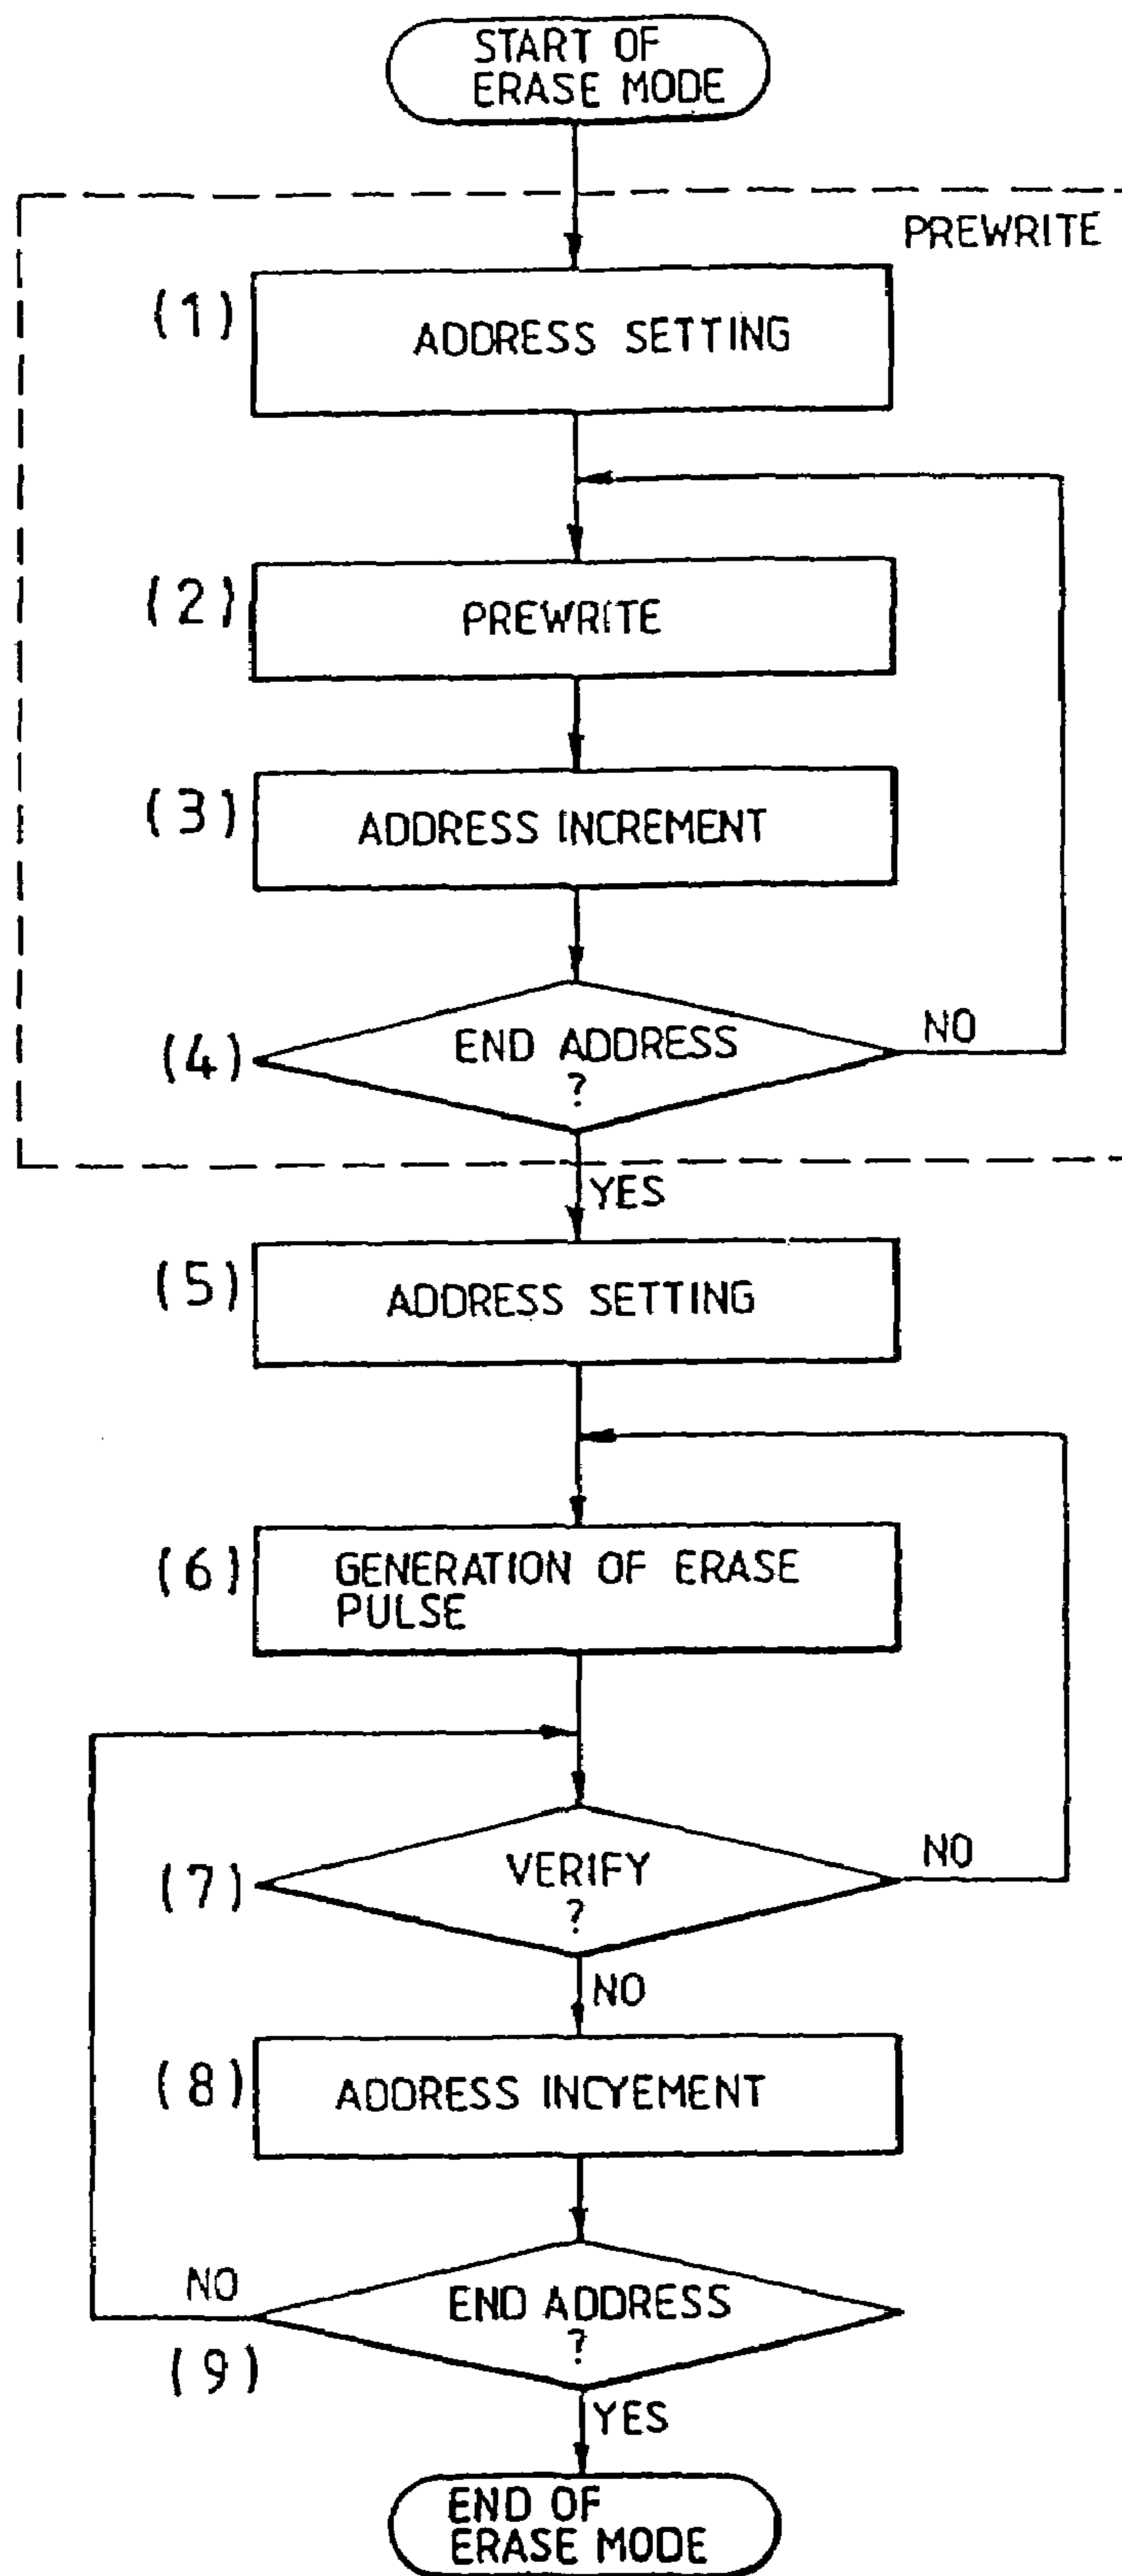 START OF
ERASE MODE
PREWRITE
(1)
ADDRESS SETTING
(2)
PREWRITE
(3)
ADDRESS INCREMENT
(4)
END ADDRESS
?
NO
YES
(5)
ADDRESS SETTING
(6)
GENERATION OF ERASE
PULSE
(7)
VERIFY
?
NO
NO
(8)
ADDRESS INCYEMENT
NO
END ADDRESS
?
(9)
YES
END OF
ERASE MODE